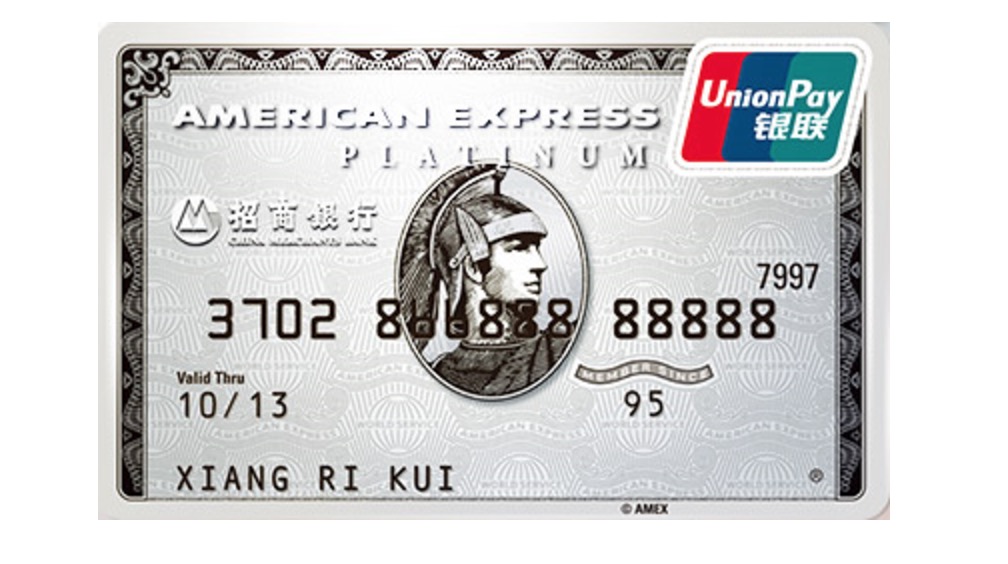 UnionPay
银联
AMERICAN EXPRESS
PLATINUM
招商银行
CHINA MERCHANTS BANK
7997
3702 88888
Valid Thru
MEMBER SINCE
10/13 95
XIANG RI KUI
®
© AMEX